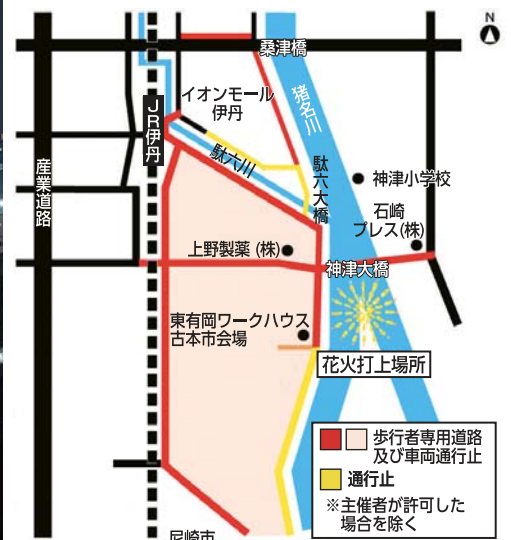 N
桑津橋
猪名川
イオンモール
伊丹
JR伊丹
駄六川
駄六大橋
産業道路
神津小学校
石崎
プレス(株)
上野製薬(株)
神津大橋
東有岡ワークハウス
古本市会場
花火打上場所
歩行者専用道路
及び車両通行止
通行止
※主催者が許可した
場合を除く
尼崎市